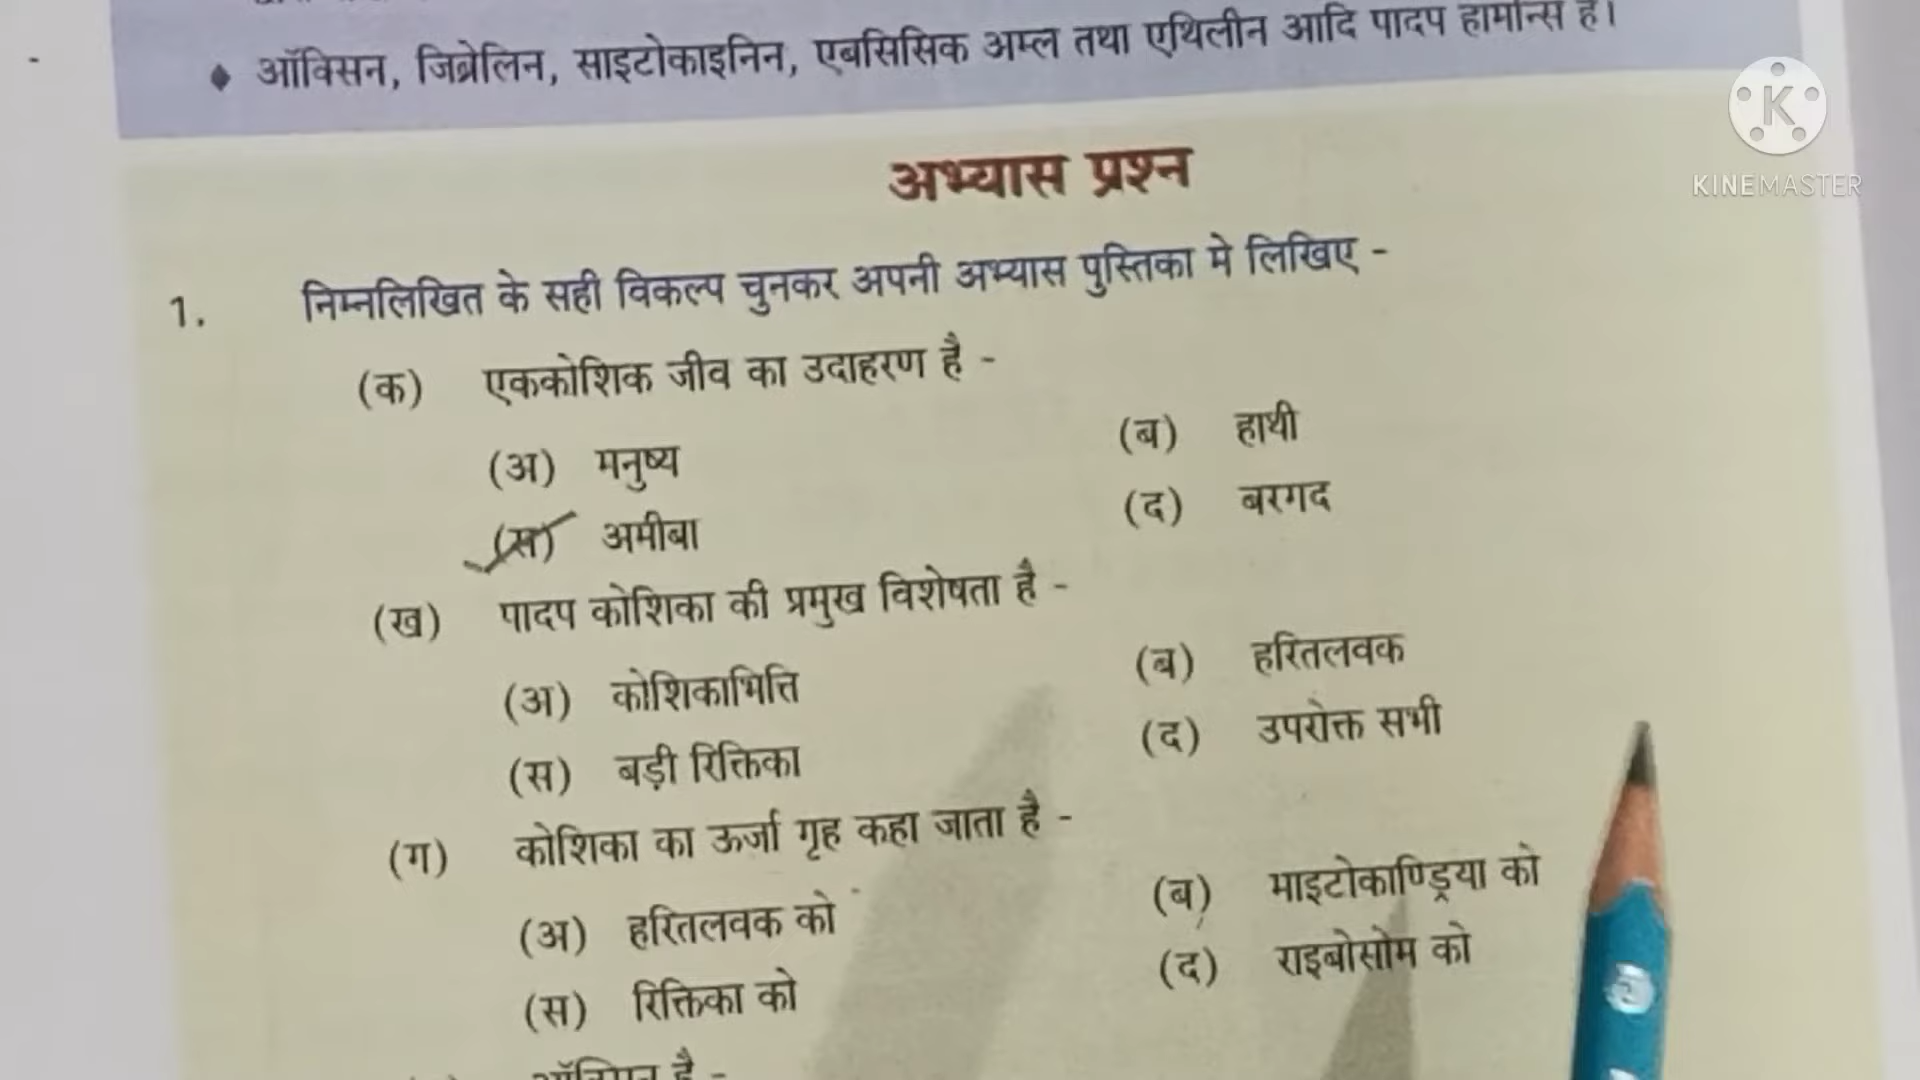 ऑक्सिन, जिब्रेलिन, साइटोकाइनिन, एबसिसिक अम्ल तथा एथिलीन आदि पादप हार्मोन्स हैं।
KINEMASTER
अभ्यास प्रश्न
1. निम्नलिखित के सही विकल्प चुनकर अपनी अभ्यास पुस्तिका मे लिखिए -
(क) एककोशिक जीव का उदाहरण है -
(अ) मनुष्य (ब) हाथी
(स) अमीबा (द) बरगद
(ख) पादप कोशिका की प्रमुख विशेषता है -
(अ) कोशिकाभित्ति (ब) हरितलवक
(स) बड़ी रिक्तिका (द) उपरोक्त सभी
(ग) कोशिका का ऊर्जा गृह कहा जाता है -
(अ) हरितलवक को (ब) माइटोकाण्ड्रिया को
(स) रिक्तिका को (द) राइबोसोम को
है -